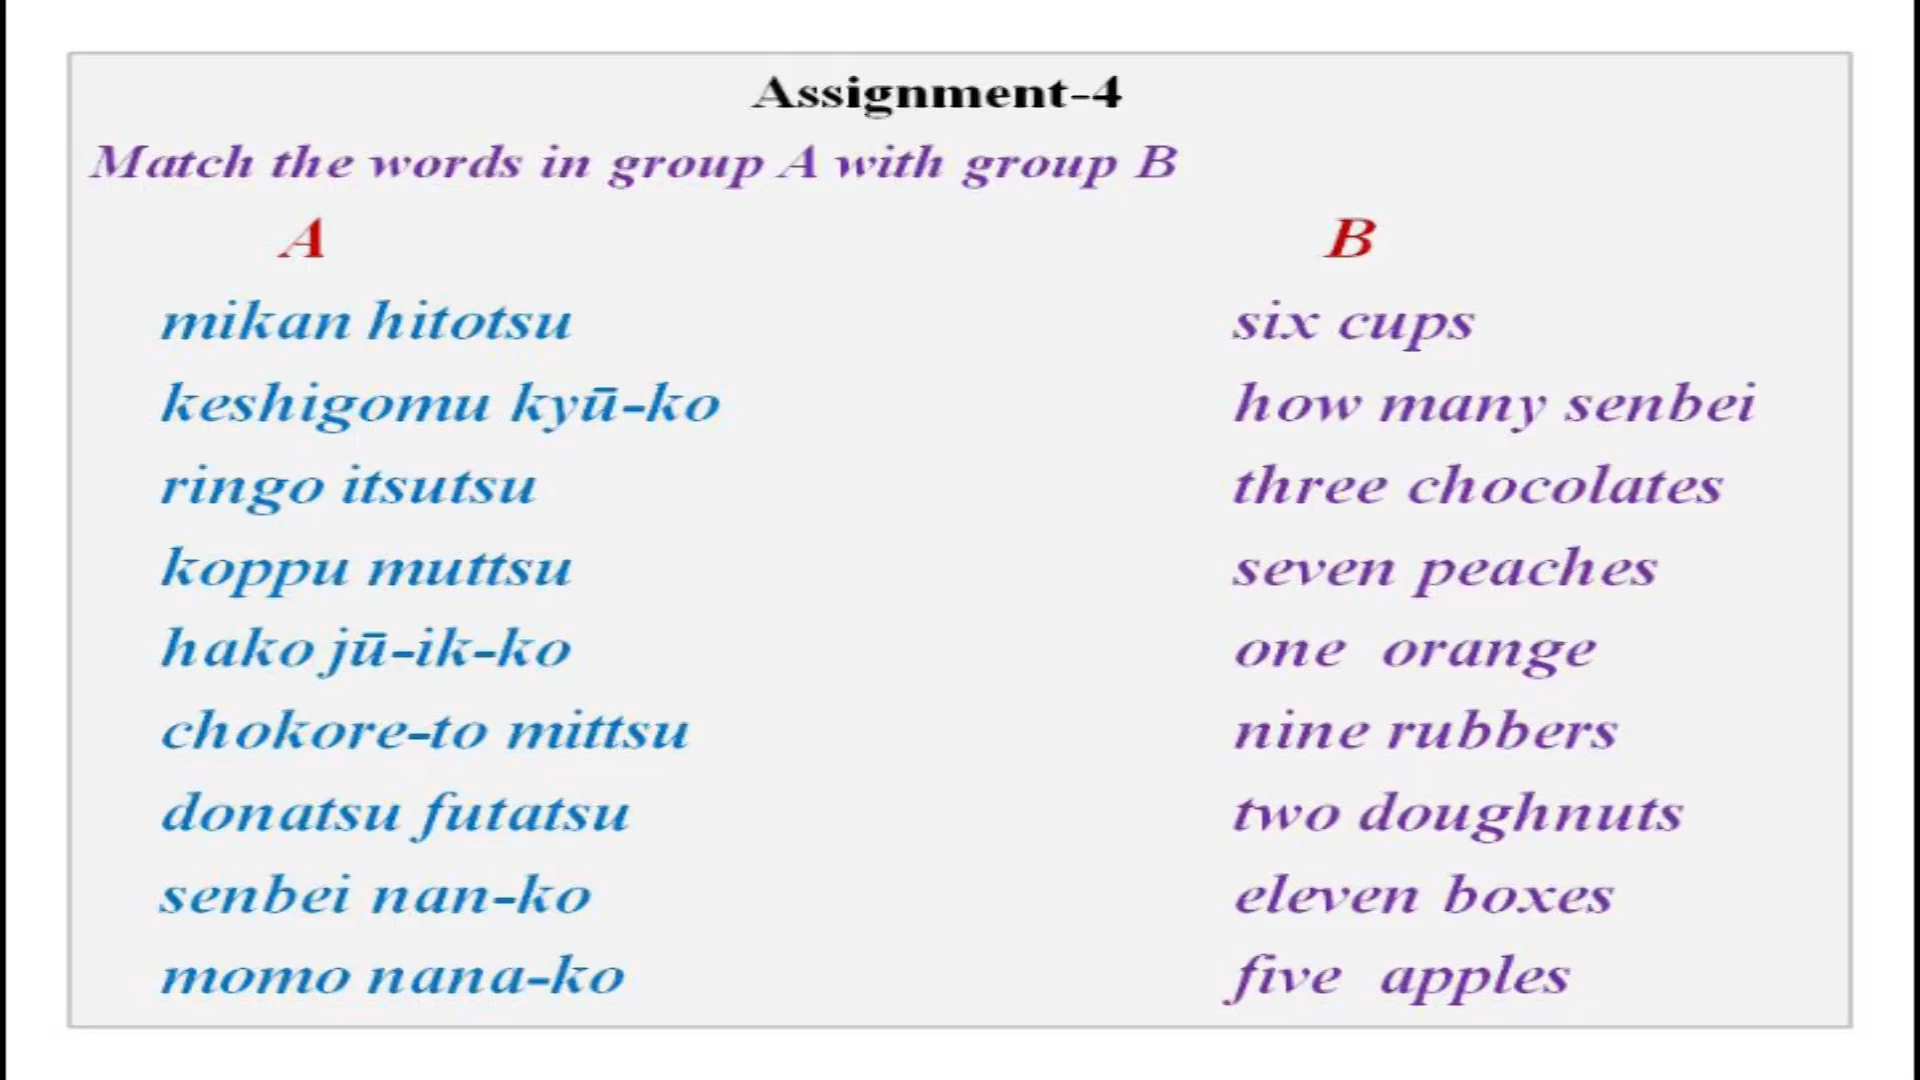 Assignment-4
Match the words in group A with group B
A B
mikan hitotsu six cups
keshigomu kyū-ko how many senbei
ringo itsutsu three chocolates
koppu muttsu seven peaches
hako jū-ik-ko one orange
chokore-to mittsu nine rubbers
donatsu futatsu two doughnuts
senbei nan-ko eleven boxes
momo nana-ko five apples